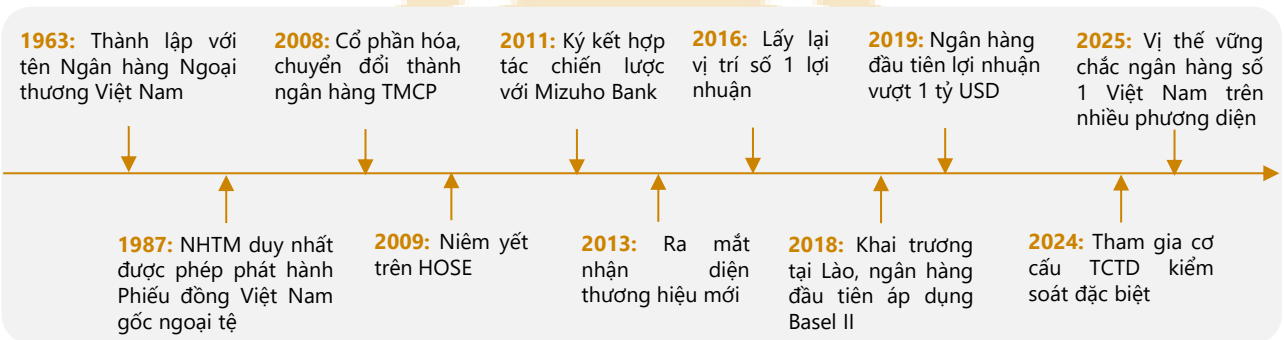 1963: Thành lập với
tên Ngân hàng Ngoại
thương Việt Nam
2008: Cổ phần hóa,
chuyển đổi thành
ngân hàng TMCP
2011: Ký kết hợp
tác chiến lược
với Mizuho Bank
2016: Lấy lại
vị trí số 1 lợi
nhuận
2019: Ngân hàng
đầu tiên lợi nhuận
vượt 1 tỷ USD
2025: Vị thế vững
chắc ngân hàng số
1 Việt Nam trên
nhiều phương diện
1987: NHTM duy nhất
được phép phát hành
Phiếu đồng Việt Nam
gốc ngoại tệ
2009: Niêm yết
trên HOSE
2013: Ra mắt
nhận diện
thương hiệu mới
2018: Khai trương
tại Lào, ngân hàng
đầu tiên áp dụng
Basel II
2024: Tham gia cơ
cấu TCTD kiểm
soát đặc biệt